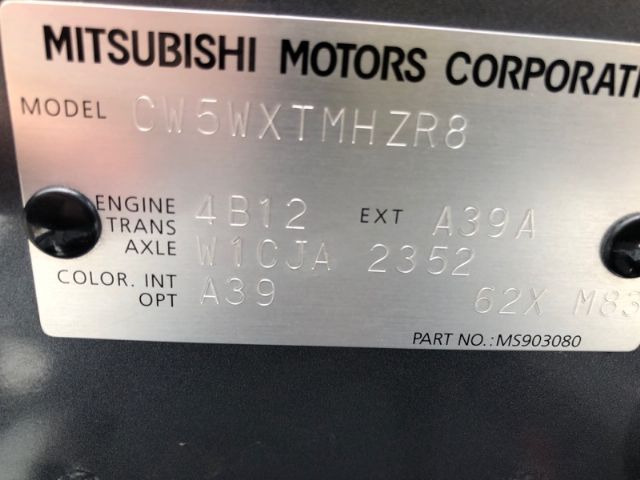 MITSUBISHI MOTORS CORPORATI
MODEL CW5WXTMHZR8
ENGINE 4B12 EXT A39A
TRANS
AXLE W1CJA 2352
COLOR. INT A39
OPT 62X M83
PART NO.:MS903080